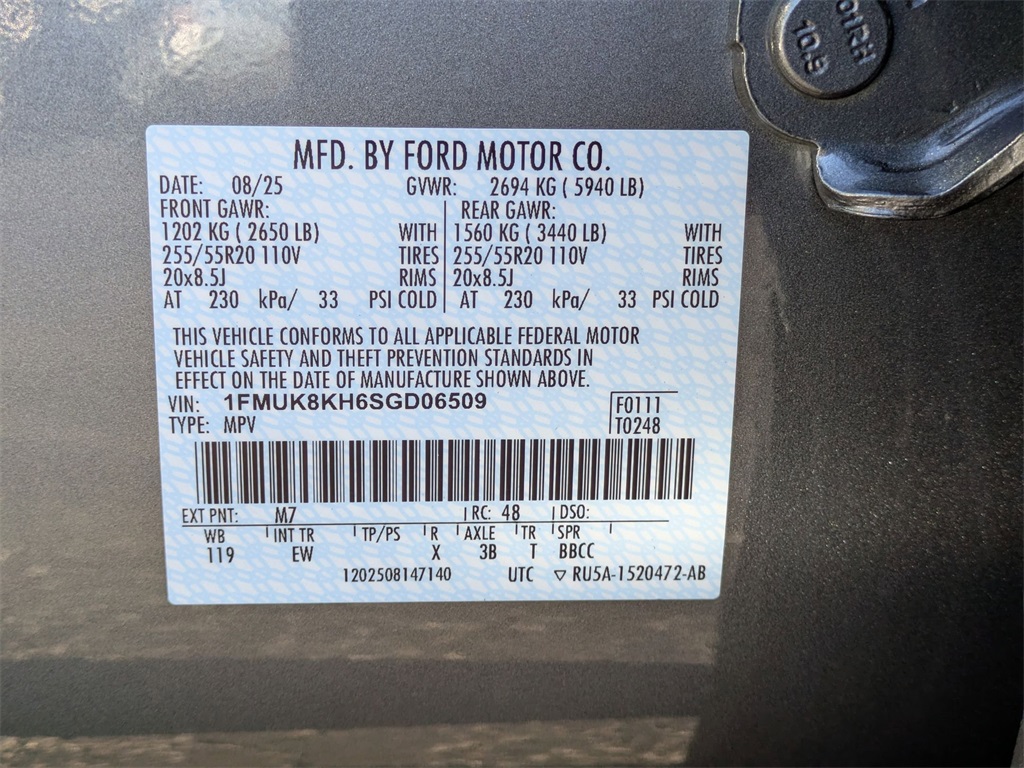 01RH
10.9
MFD. BY FORD MOTOR CO.
DATE: 08/25 GVWR: 2694 KG ( 5940 LB)
FRONT GAWR: REAR GAWR:
1202 KG ( 2650 LB) WITH 1560 KG ( 3440 LB) WITH
255/55R20 110V TIRES 255/55R20 110V TIRES
20x8.5J RIMS 20x8.5J RIMS
AT 230 kPa/ 33 PSI COLD AT 230 kPa/ 33 PSI COLD
THIS VEHICLE CONFORMS TO ALL APPLICABLE FEDERAL MOTOR
VEHICLE SAFETY AND THEFT PREVENTION STANDARDS IN
EFFECT ON THE DATE OF MANUFACTURE SHOWN ABOVE.
VIN: 1FMUK8KH6SGD06509 F0111
TYPE: MPV T0248
EXT PNT: M7 RC: 48 DSO:
WB INT TR TP/PS R AXLE TR SPR
119 EW X 3B T BBCC
1202508147140 UTC ▽ RU5A-1520472-AB